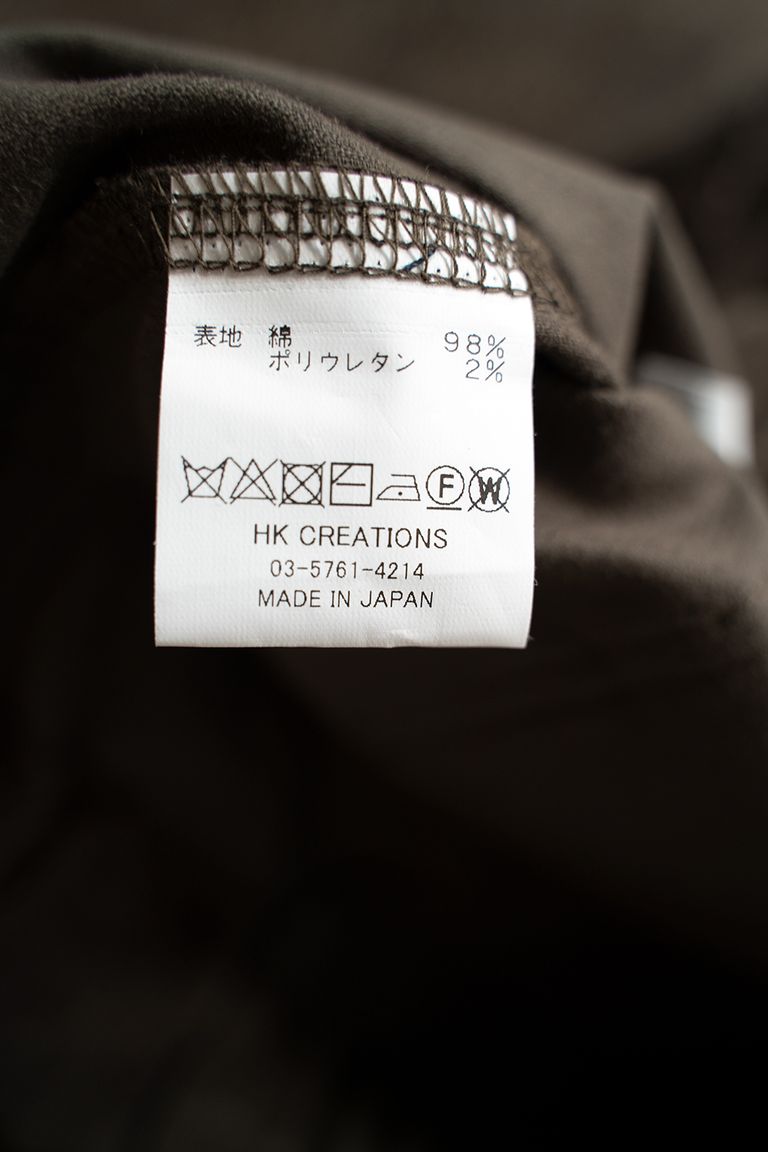 表地 綿 98%
ポリウレタン 2%
F W
HK CREATIONS
03-5761-4214
MADE IN JAPAN